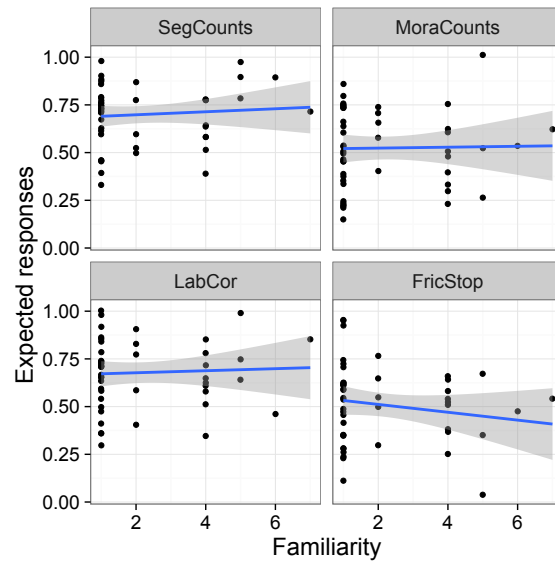 SegCounts MoraCounts
1.00
0.75
0.50
0.25
0.00
LabCor FricStop
1.00
0.75
0.50
0.25
0.00
2 4 6 2 4 6
Familiarity
Expected responses